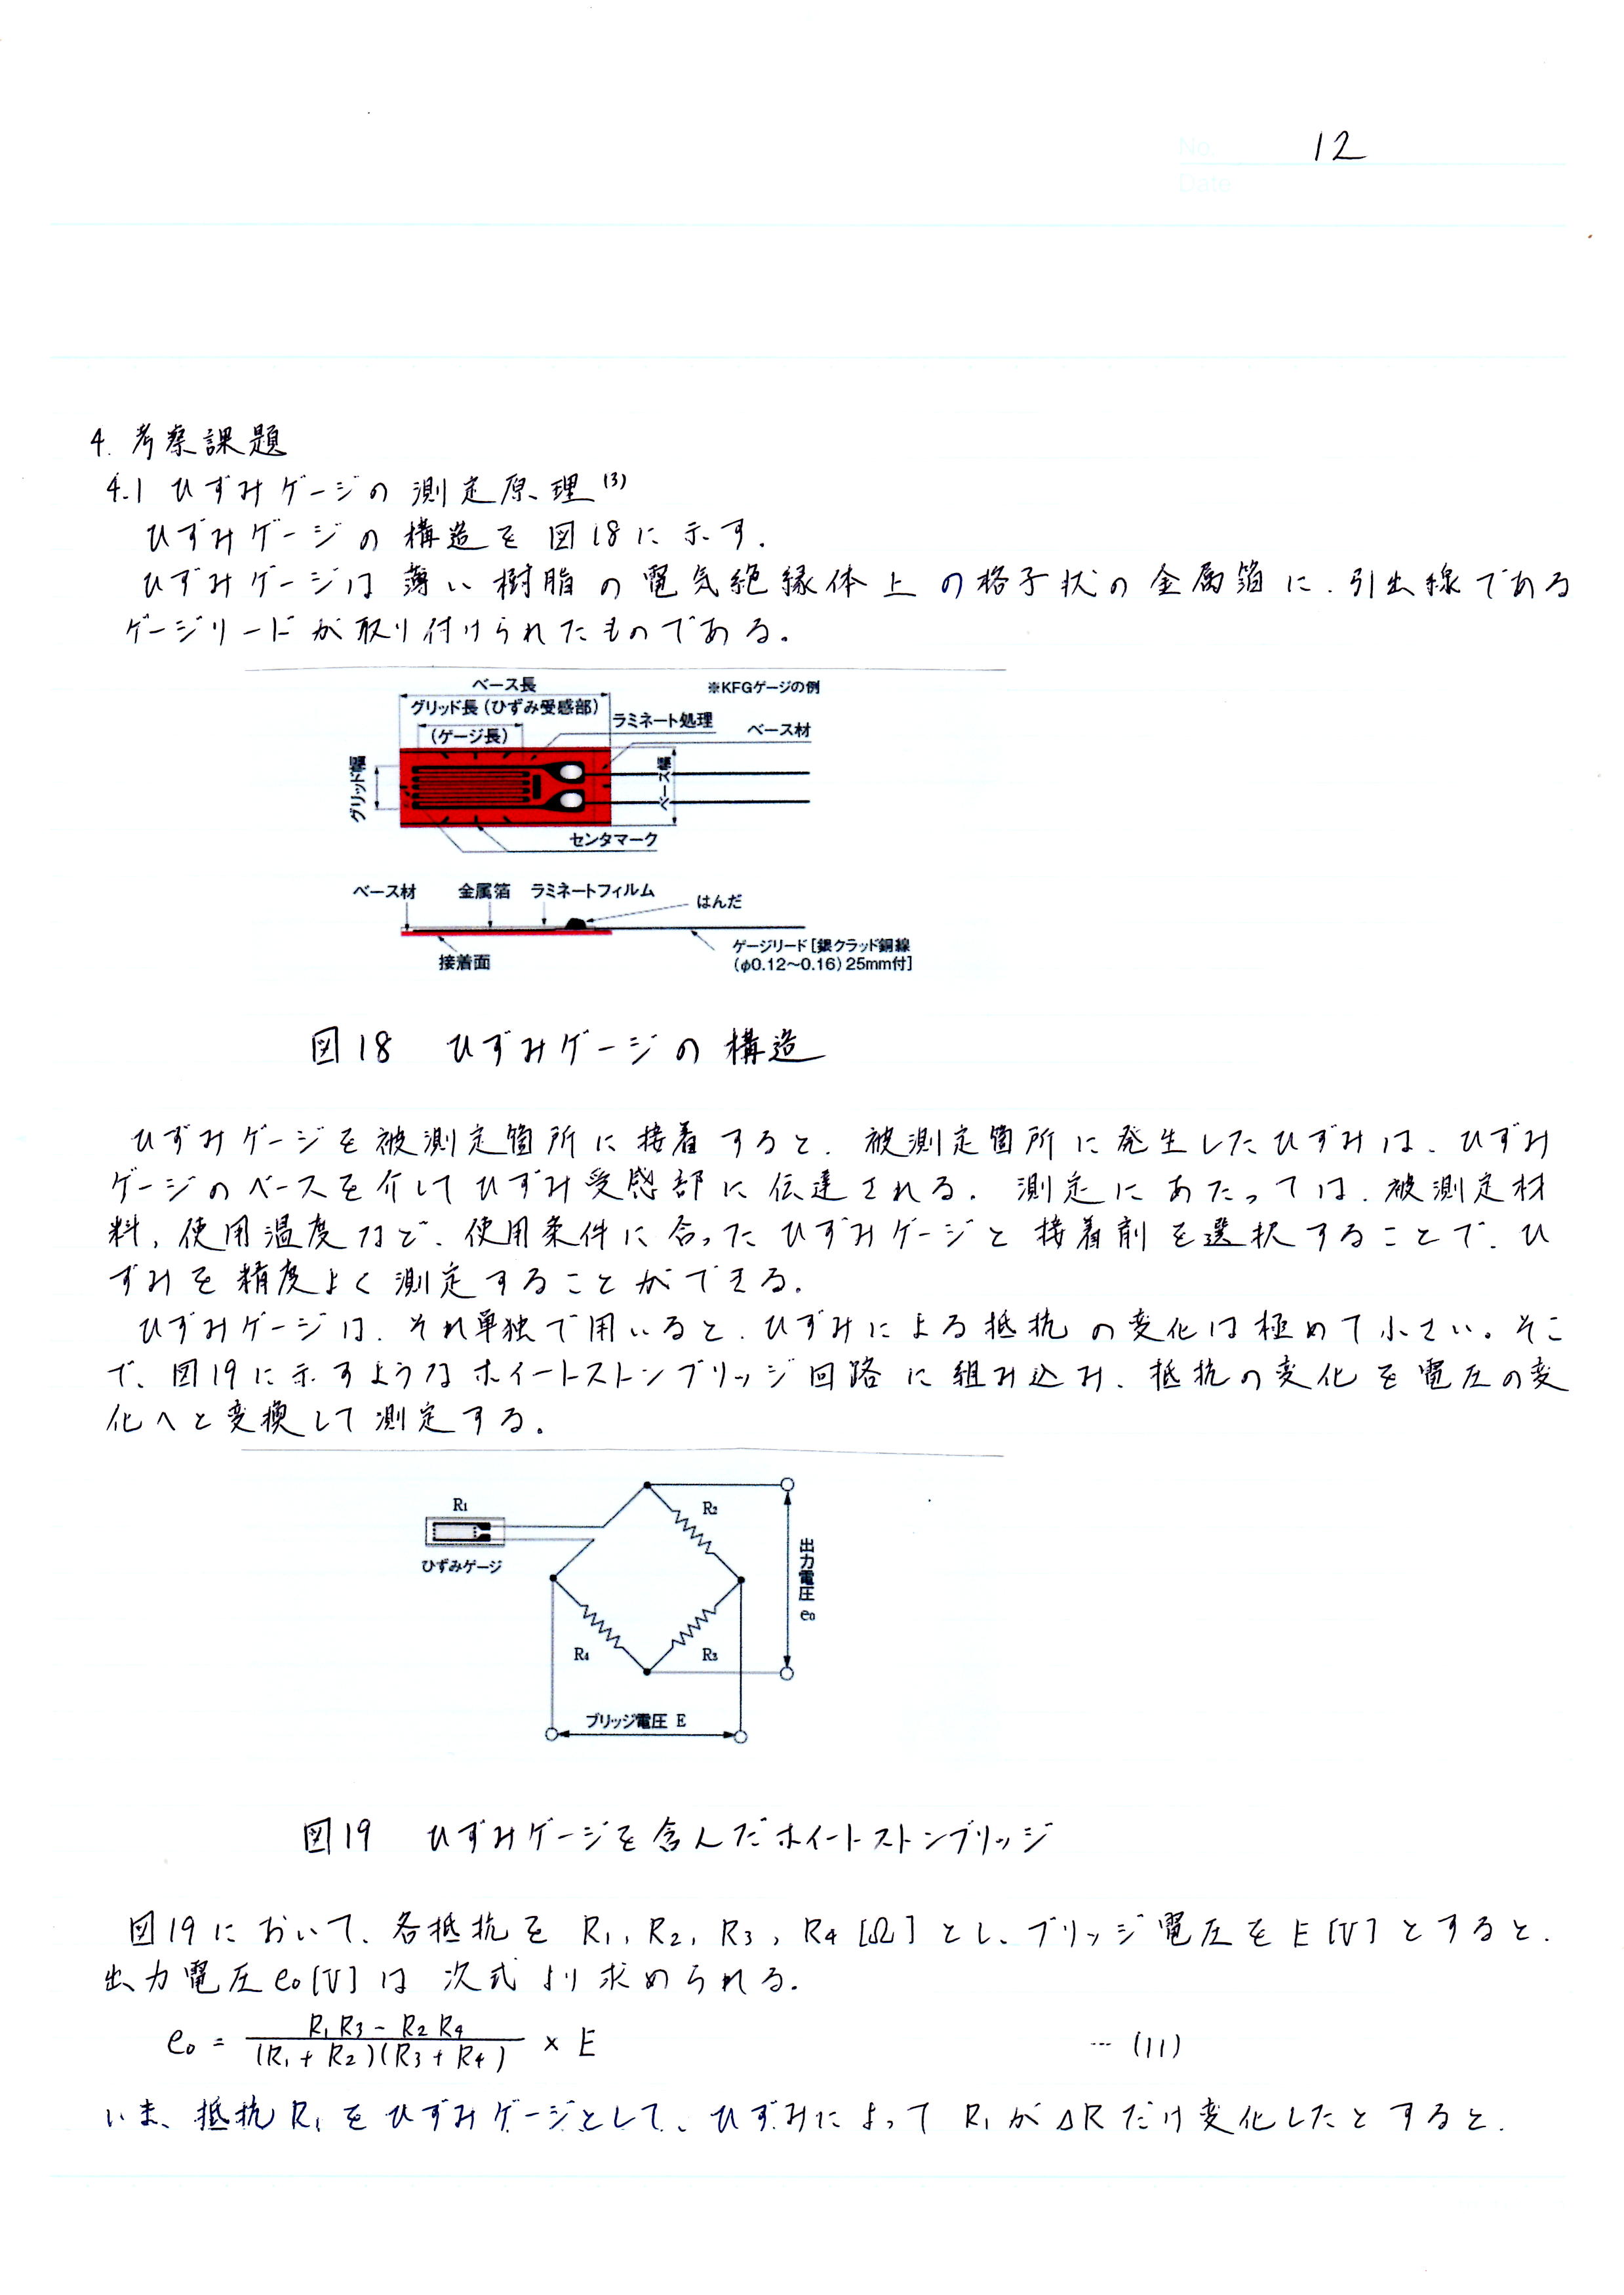 No. 12
Date
4. 考察課題
4.1 ひずみゲージの測定原理(3)
ひずみゲージの構造を図18に示す.
ひずみゲージは薄い樹脂の電気絶縁体上の格子状の金属箔に、引出線である
ゲージリードが取り付けられたものである。
ベース長
※KFGゲージの例
グリッド長(ひずみ受感部)
ラミネート処理
(ゲージ長)
ベース材
グリッド幅
ベース幅
センタマーク
ベース材 金属箔 ラミネートフィルム
はんだ
ゲージリード[銀クラッド銅線
(φ0.12~0.16)25mm付]
接着面
図18 ひずみゲージの構造
ひずみゲージを被測定箇所に接着すると、被測定箇所に発生したひずみは、ひずみ
ゲージのベースを介してひずみ受感部に伝達される. 測定にあたっては、被測定材
料, 使用温度など、使用条件に合ったひずみゲージと接着剤を選択することで、ひ
ずみを精度よく測定することができる.
ひずみゲージは、それ単独で用いると、ひずみによる抵抗の変化は極めて小さい。そこ
で、図19に示すようなホイートストンブリッジ回路に組み込み、抵抗の変化を電圧の変
化へと変換して測定する.
R1
R2
ひずみゲージ
出力電圧 e0
R4
R3
ブリッジ電圧 E
図19 ひずみゲージを含んだホイートストンブリッジ
図19において、各抵抗を R1, R2, R3, R4 [Ω] とし、ブリッジ電圧を E[V] とすると、
出力電圧 e0[V] は 次式より求められる.
e0 = (R1R3 - R2R4) / (R1 + R2)(R3 + R4) × E … (11)
いま、抵抗R1をひずみゲージとして、ひずみによって R1がΔRだけ変化したとすると、